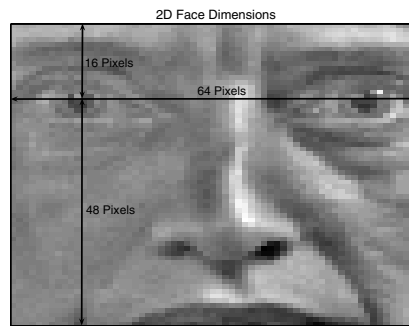 2D Face Dimensions
16 Pixels
64 Pixels
48 Pixels